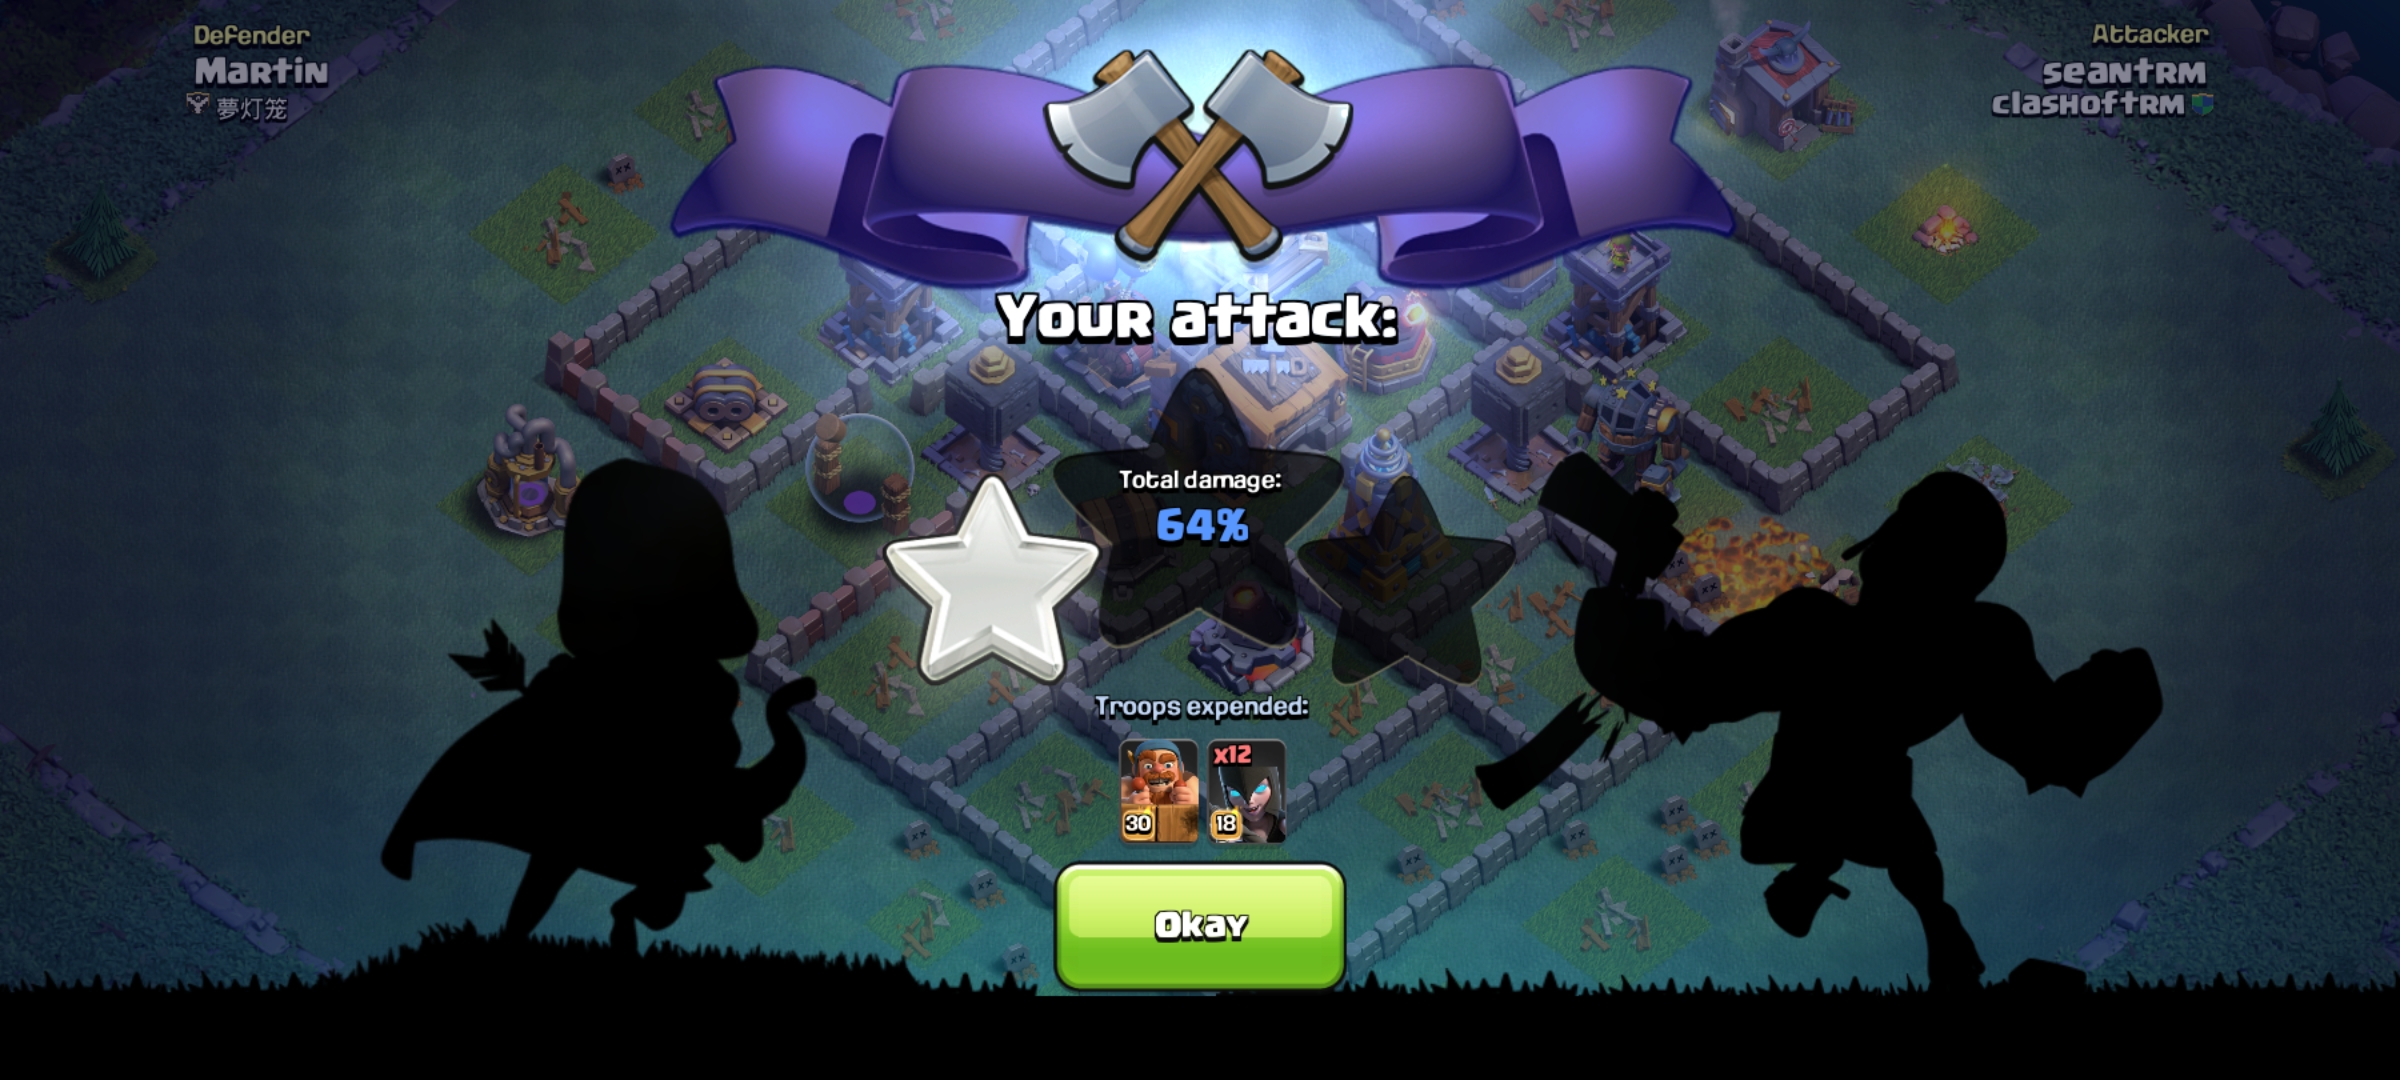 Defender
Martin
夢灯笼
Attacker
seantRM
clashoftRM
Your attack:
Total damage:
64%
Troops expended:
x12
30
18
Okay